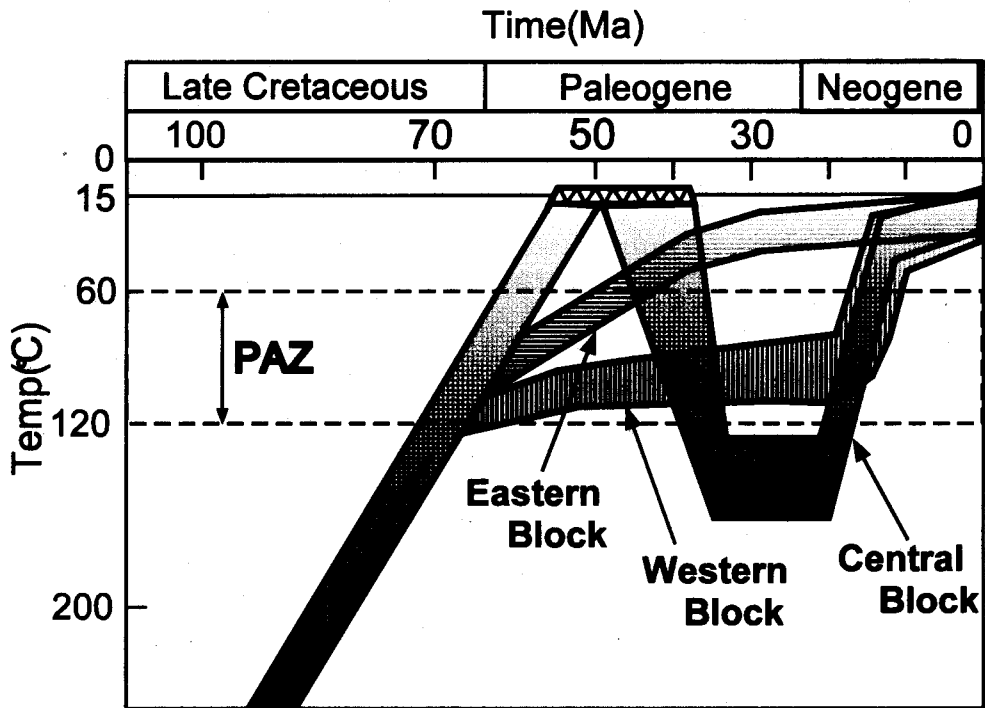 Time(Ma)
Late Cretaceous Paleogene Neogene
100 70 50 30 0
0
15
60
PAZ
120
200
Temp(°C)
Eastern
Block
Western
Block
Central
Block